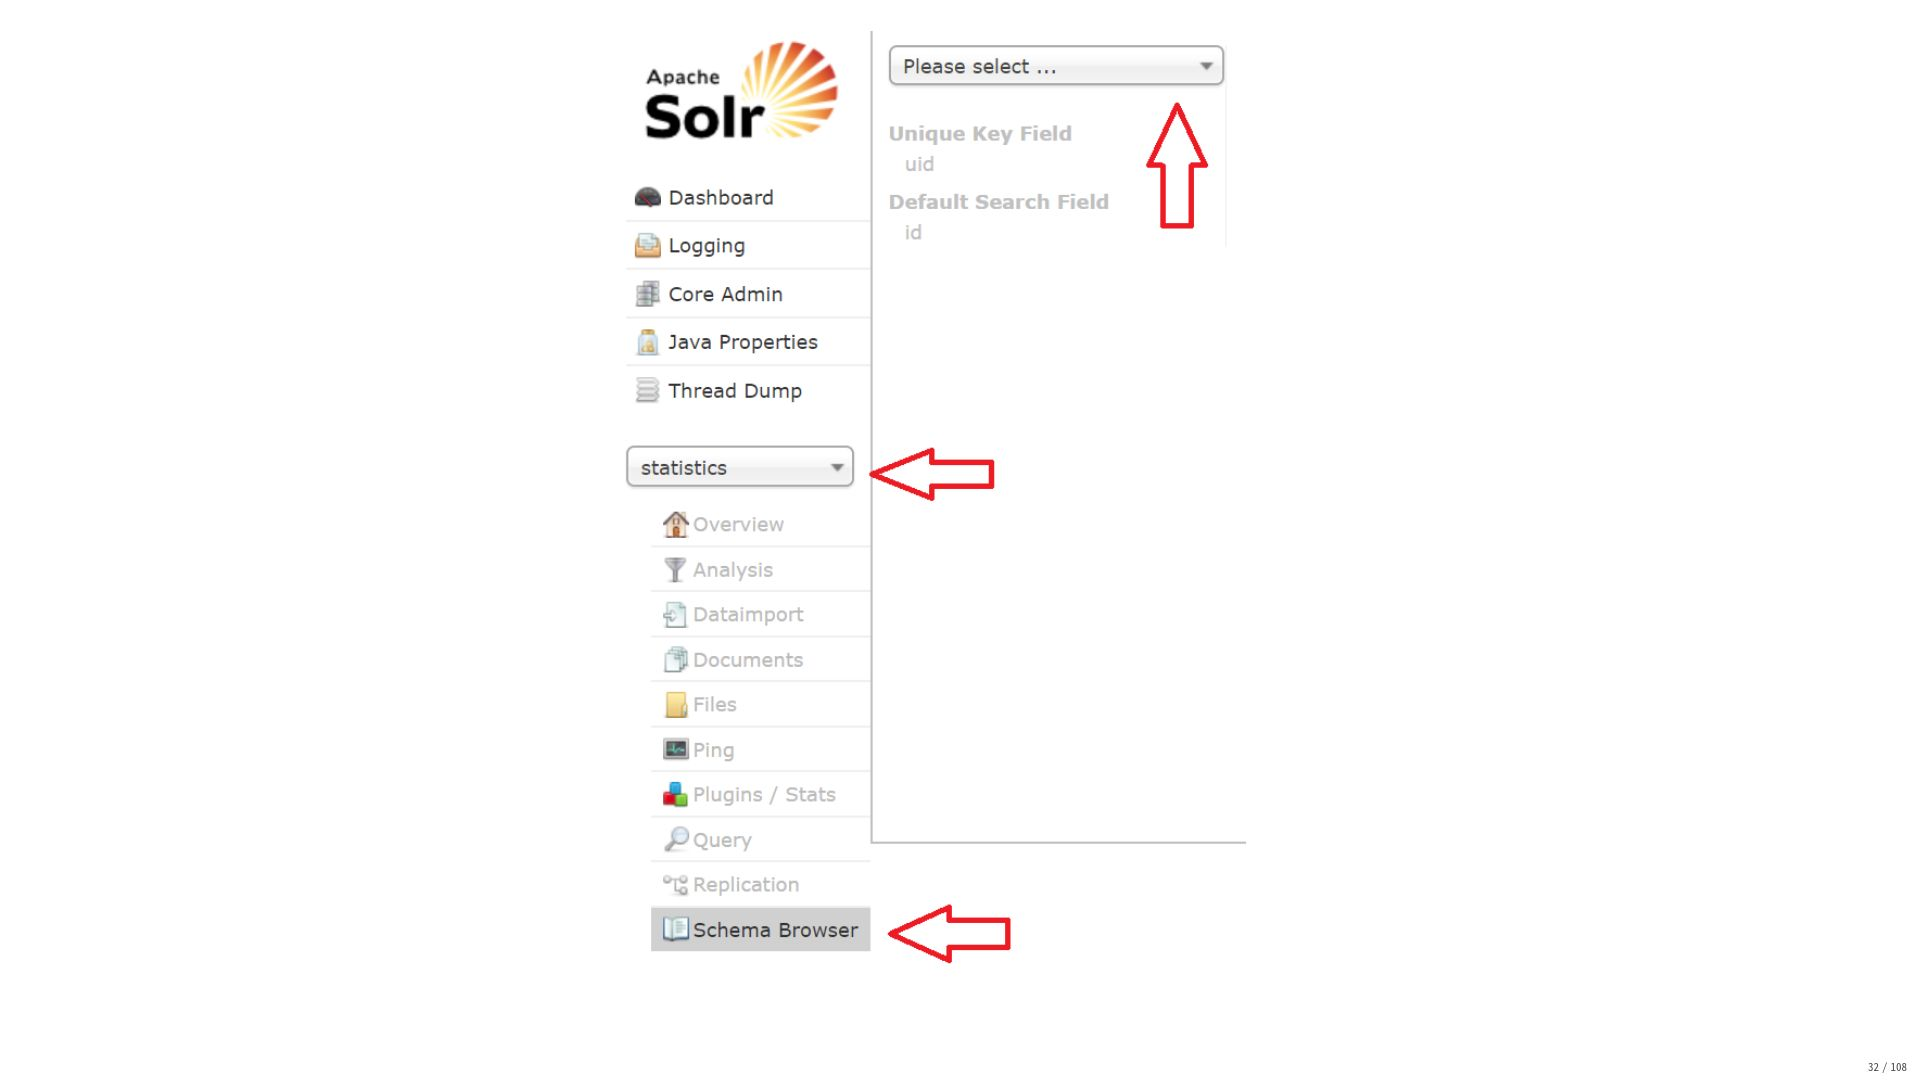 Apache
Solr
Dashboard
Logging
Core Admin
Java Properties
Thread Dump
statistics
Overview
Analysis
Dataimport
Documents
Files
Ping
Plugins / Stats
Query
Replication
Schema Browser
Please select ...
Unique Key Field
uid
Default Search Field
id
32 / 108